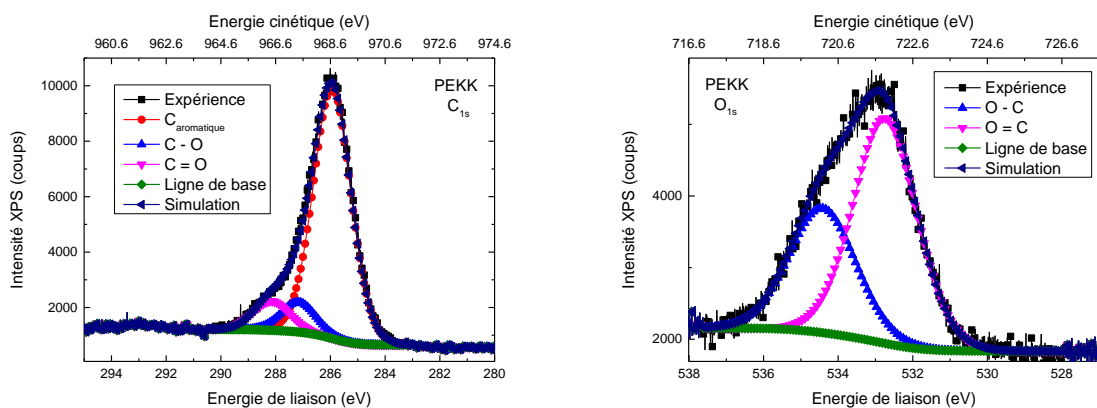 Energie cinétique (eV)
960.6 962.6 964.6 966.6 968.6 970.6 972.6 974.6
10000
8000
6000
4000
2000
0
Intensité XPS (coups)
Expérience
C aromatique
C - O
C = O
Ligne de base
Simulation
PEKK
C 1s
294 292 290 288 286 284 282 280
Energie de liaison (eV)
Energie cinétique (eV)
716.6 718.6 720.6 722.6 724.6 726.6
4000
2000
Intensité XPS (coups)
PEKK
O 1s
Expérience
O - C
O = C
Ligne de base
Simulation
538 536 534 532 530 528
Energie de liaison (eV)